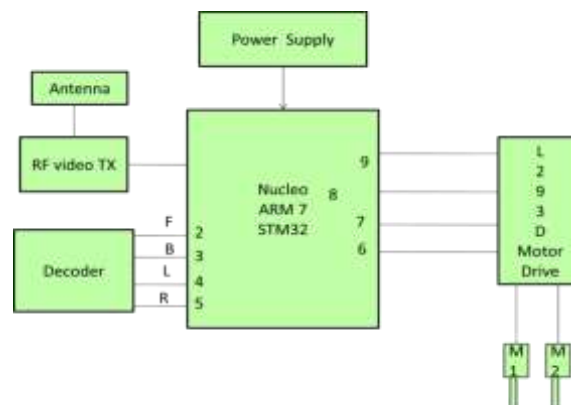 Power Supply
Antenna
RF video TX
Nucleo
ARM 7
STM32
9
8
7
6
F
B
L
R
2
3
4
5
Decoder
L
2
9
3
D
Motor
Drive
M
1
M
2